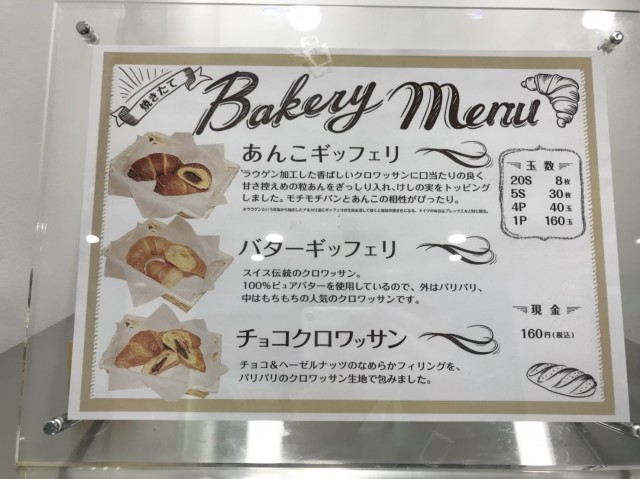 焼きたて
Bakery Menu
あんこギッフェリ
ラウゲン加工した香ばしいクロワッサンに口当たりの良く
甘さ控えめの粒あんをぎっしり入れ、けしの実をトッピング
しました。モチモチパンとあんこの相性がぴったり。
バターギッフェリ
スイス伝統のクロワッサン。
100%ピュアバターを使用しているので、外はパリパリ、
中はもちもちの人気のクロワッサンです。
チョコクロワッサン
チョコ&ヘーゼルナッツのなめらかフィリングを、
パリパリのクロワッサン生地で包みました。
玉数
20S 8枚
5S 30枚
4P 40玉
1P 160玉
現金
160円(税込)